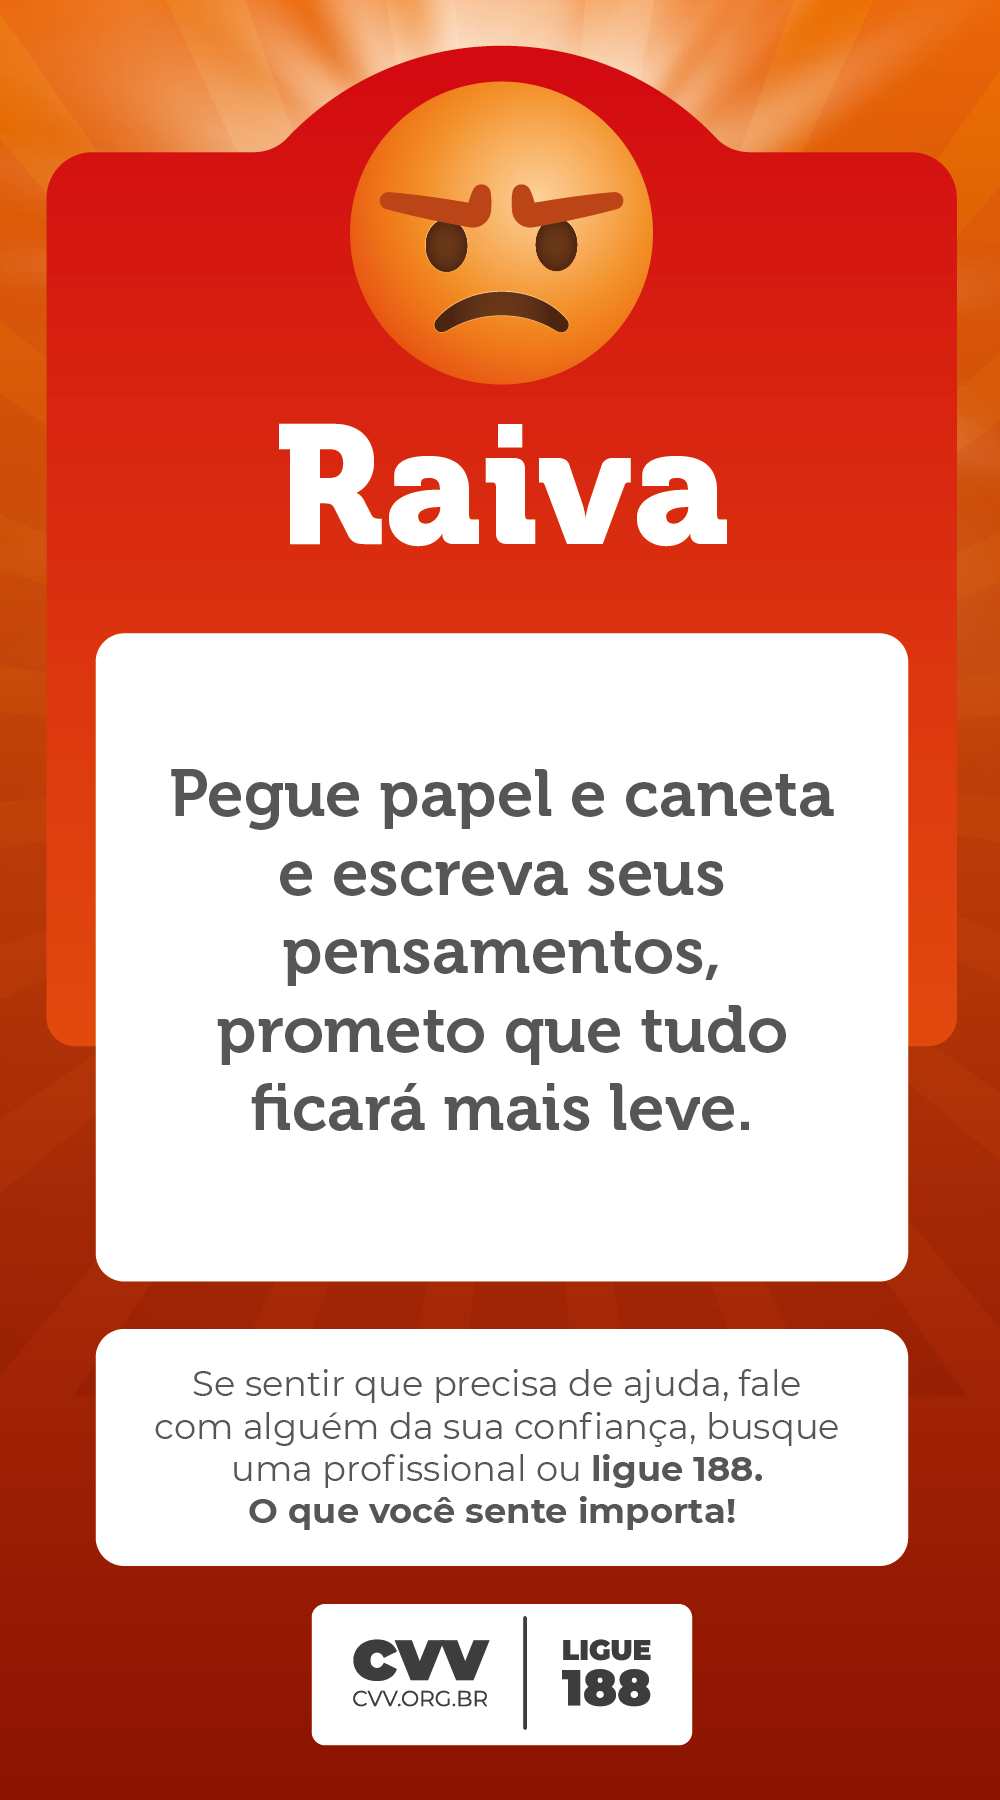 Raiva
Pegue papel e caneta
e escreva seus
pensamentos,
prometo que tudo
ficará mais leve.
Se sentir que precisa de ajuda, fale
com alguém da sua confiança, busque
uma profissional ou ligue 188.
O que você sente importa!
CVV
CVV.ORG.BR
LIGUE
188